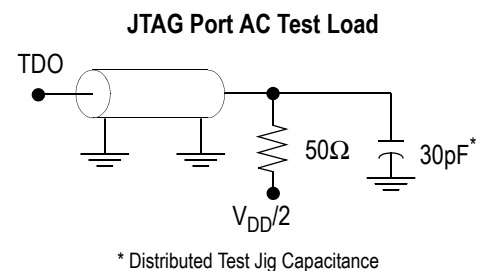 JTAG Port AC Test Load
TDO
50Ω
30pF*
VDD/2
* Distributed Test Jig Capacitance